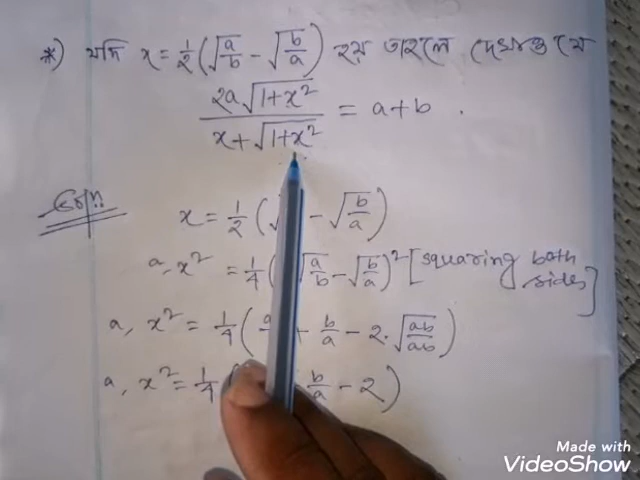 *) যদি x = 1/2 (√a/b - √b/a) হয় তাহলে দেখাও যে
2a√1+x² / x+√1+x² = a+b .
x = 1/2 ( - √b/a)
a, x² = 1/4 (√a/b - √b/a)² [squaring both sides]
a, x² = 1/4 (a + b/a - 2.√ab/ab)
a, x² = 1/4 ( b/a - 2)
Made with
VideoShow